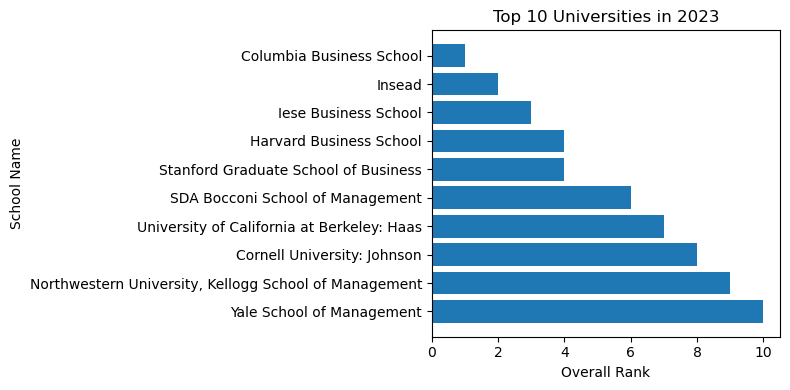 Top 10 Universities in 2023
Columbia Business School
Insead
Iese Business School
Harvard Business School
Stanford Graduate School of Business
SDA Bocconi School of Management
University of California at Berkeley: Haas
Cornell University: Johnson
Northwestern University, Kellogg School of Management
Yale School of Management
School Name
0 2 4 6 8 10
Overall Rank